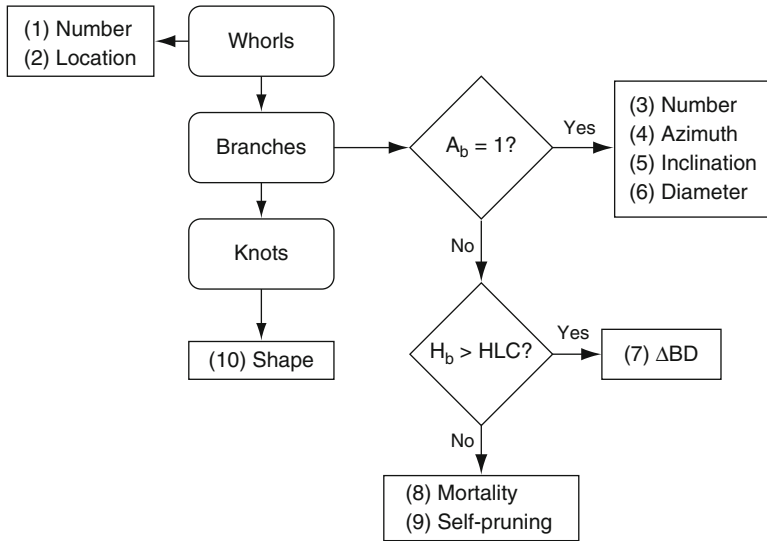 (1) Number
(2) Location
Whorls
Branches
A_b = 1?
Yes
(3) Number
(4) Azimuth
(5) Inclination
(6) Diameter
No
Knots
H_b > HLC?
Yes
(7) ΔBD
(10) Shape
No
(8) Mortality
(9) Self-pruning